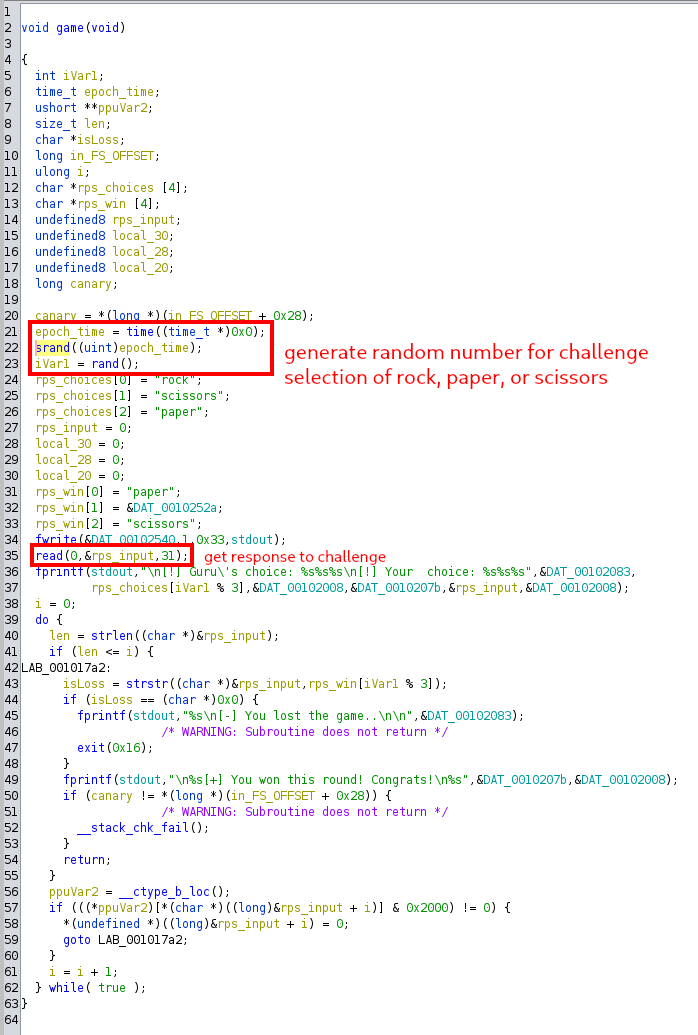 1
2 void game(void)
3
4 {
5 int iVar1;
6 time_t epoch_time;
7 ushort **ppuVar2;
8 size_t len;
9 char *isLoss;
10 long in_FS_OFFSET;
11 ulong i;
12 char *rps_choices [4];
13 char *rps_win [4];
14 undefined8 rps_input;
15 undefined8 local_30;
16 undefined8 local_28;
17 undefined8 local_20;
18 long canary;
19
20 canary = *(long *)(in_FS_OFFSET + 0x28);
21 epoch_time = time((time_t *)0x0);
22 srand((uint)epoch_time);
23 iVar1 = rand();
generate random number for challenge
selection of rock, paper, or scissors
24 rps_choices[0] = "rock";
25 rps_choices[1] = "scissors";
26 rps_choices[2] = "paper";
27 rps_input = 0;
28 local_30 = 0;
29 local_28 = 0;
30 local_20 = 0;
31 rps_win[0] = "paper";
32 rps_win[1] = &DAT_0010252a;
33 rps_win[2] = "scissors";
34 fwrite(&DAT_00102540,1,0x33,stdout);
35 read(0,&rps_input,31); get response to challenge
36 fprintf(stdout,"\n[!] Guru\'s choice: %s%s%s\n[!] Your  choice: %s%s%s",&DAT_00102083,
37 rps_choices[iVar1 % 3],&DAT_00102008,&DAT_0010207b,&rps_input,&DAT_00102008);
38 i = 0;
39 do {
40 len = strlen((char *)&rps_input);
41 if (len <= i) {
42 LAB_001017a2:
43 isLoss = strstr((char *)&rps_input,rps_win[iVar1 % 3]);
44 if (isLoss == (char *)0x0) {
45 fprintf(stdout,"%s\n[-] You lost the game..\n\n",&DAT_00102083);
46 /* WARNING: Subroutine does not return */
47 exit(0x16);
48 }
49 fprintf(stdout,"\n%s[+] You won this round! Congrats!\n%s",&DAT_0010207b,&DAT_00102008);
50 if (canary != *(long *)(in_FS_OFFSET + 0x28)) {
51 /* WARNING: Subroutine does not return */
52 __stack_chk_fail();
53 }
54 return;
55 }
56 ppuVar2 = __ctype_b_loc();
57 if (((*ppuVar2)[*(char *)((long)&rps_input + i)] & 0x2000) != 0) {
58 *(undefined *)((long)&rps_input + i) = 0;
59 goto LAB_001017a2;
60 }
61 i = i + 1;
62 } while( true );
63 }
64